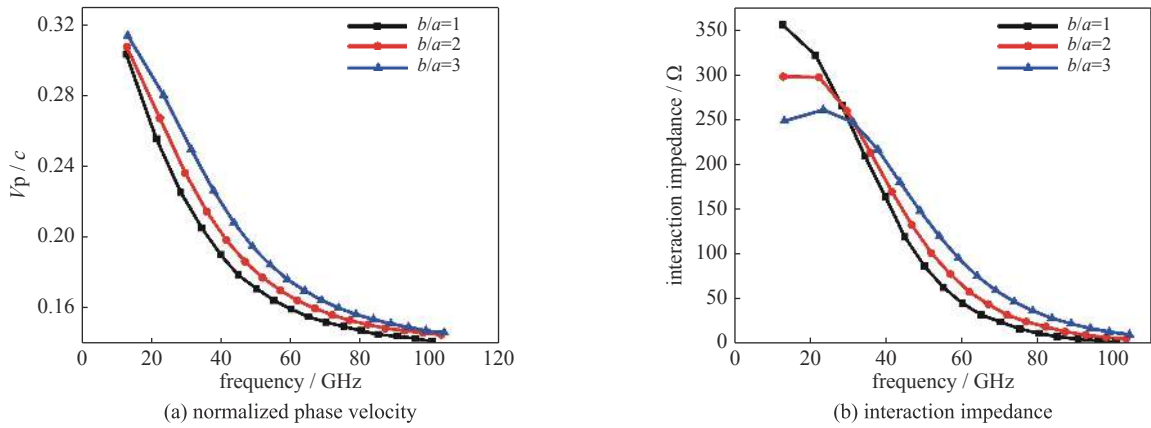 0.32
0.28
0.24
0.20
0.16
Vp / c
b/a=1
b/a=2
b/a=3
0 20 40 60 80 100 120
frequency / GHz
(a) normalized phase velocity
350
300
250
200
150
100
50
0
interaction impedance / Ω
b/a=1
b/a=2
b/a=3
0 20 40 60 80 100
frequency / GHz
(b) interaction impedance